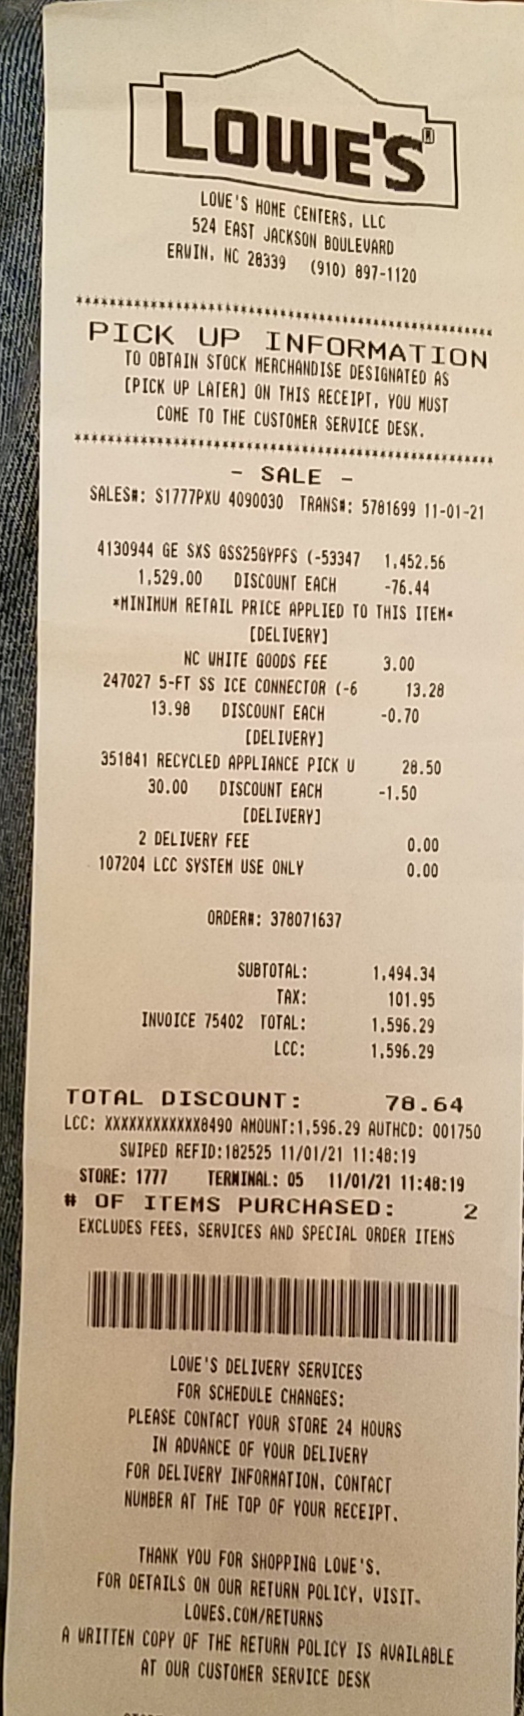 LOWE'S®
LOWE'S HOME CENTERS, LLC
524 EAST JACKSON BOULEVARD
ERWIN, NC 28339 (910) 897-1120
PICK UP INFORMATION
TO OBTAIN STOCK MERCHANDISE DESIGNATED AS
[PICK UP LATER] ON THIS RECEIPT, YOU MUST
COME TO THE CUSTOMER SERVICE DESK.
- SALE -
SALES#: S1777PXU 4090030 TRANS#: 5781699 11-01-21
4130944 GE SXS GSS25GYPFS (-53347 1,452.56
1,529.00 DISCOUNT EACH -76.44
*MINIMUM RETAIL PRICE APPLIED TO THIS ITEM*
[DELIVERY]
NC WHITE GOODS FEE 3.00
247027 5-FT SS ICE CONNECTOR (-6 13.28
13.98 DISCOUNT EACH -0.70
[DELIVERY]
351841 RECYCLED APPLIANCE PICK U 28.50
30.00 DISCOUNT EACH -1.50
[DELIVERY]
2 DELIVERY FEE 0.00
107204 LCC SYSTEM USE ONLY 0.00
ORDER#: 378071637
SUBTOTAL: 1,494.34
TAX: 101.95
INVOICE 75402 TOTAL: 1,596.29
LCC: 1,596.29
TOTAL DISCOUNT: 78.64
LCC: XXXXXXXXXXXX8490 AMOUNT:1,596.29 AUTHCD: 001750
SWIPED REFID:182525 11/01/21 11:48:19
STORE: 1777 TERMINAL: 05 11/01/21 11:48:19
# OF ITEMS PURCHASED: 2
EXCLUDES FEES, SERVICES AND SPECIAL ORDER ITEMS
LOWE'S DELIVERY SERVICES
FOR SCHEDULE CHANGES:
PLEASE CONTACT YOUR STORE 24 HOURS
IN ADVANCE OF YOUR DELIVERY
FOR DELIVERY INFORMATION, CONTACT
NUMBER AT THE TOP OF YOUR RECEIPT.
THANK YOU FOR SHOPPING LOWE'S.
FOR DETAILS ON OUR RETURN POLICY, VISIT.
LOWES.COM/RETURNS
A WRITTEN COPY OF THE RETURN POLICY IS AVAILABLE
AT OUR CUSTOMER SERVICE DESK